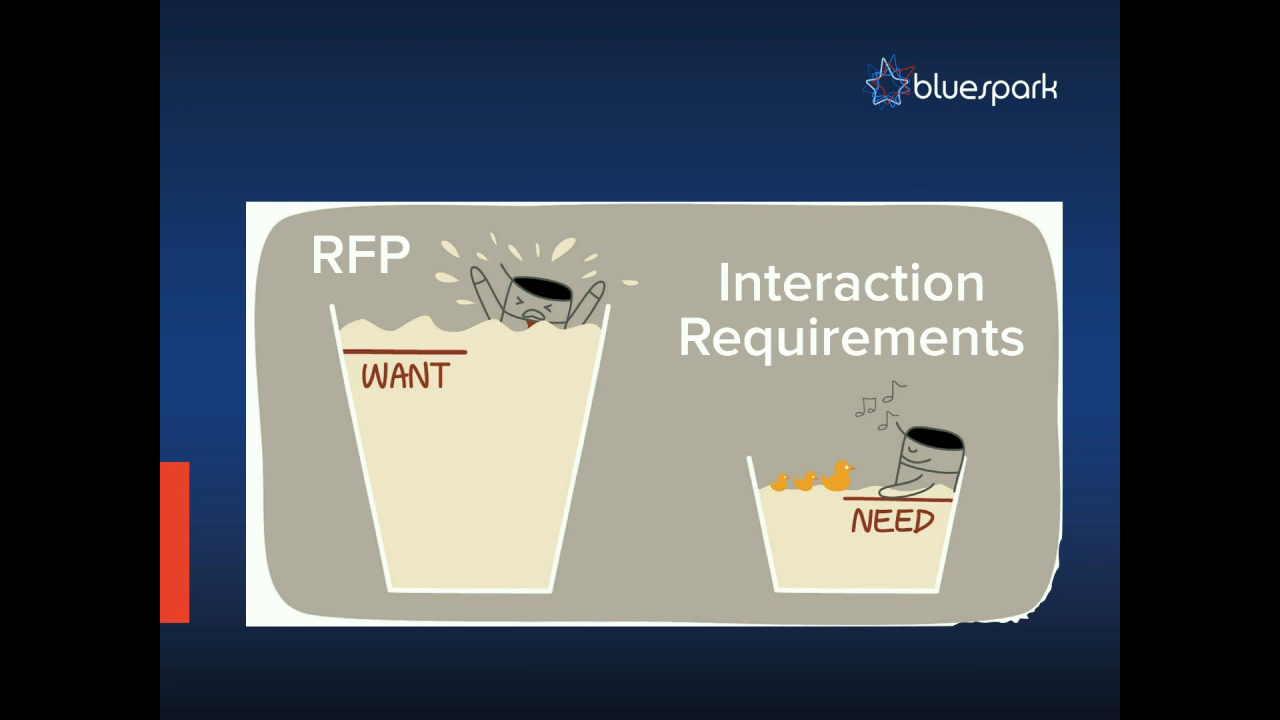 bluespark
RFP
WANT
Interaction
Requirements
NEED